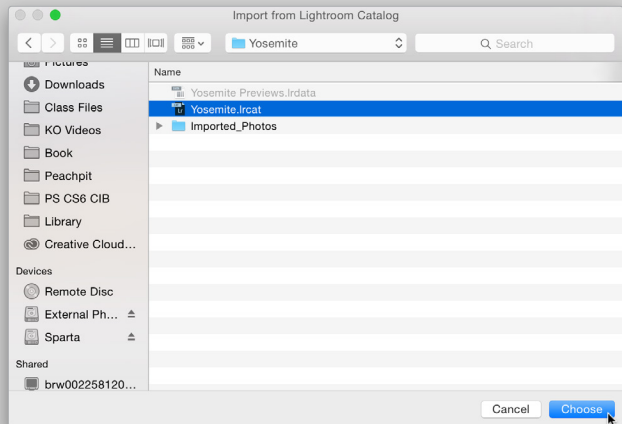 Import from Lightroom Catalog
Yosemite
Search
Pictures
Downloads
Class Files
KO Videos
Book
Peachpit
PS CS6 CIB
Library
Creative Cloud...
Devices
Remote Disc
External Ph...
Sparta
Shared
brw002258120...
Name
Yosemite Previews.lrdata
Yosemite.lrcat
Imported_Photos
Cancel
Choose